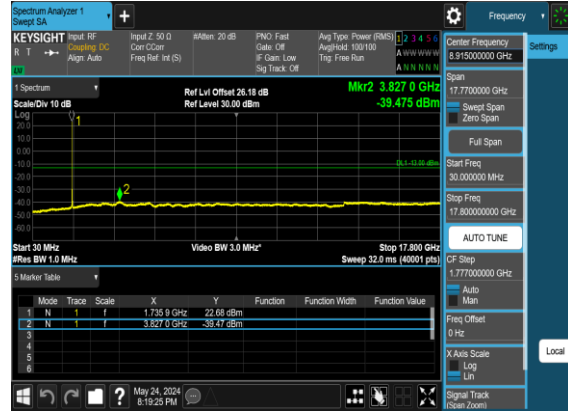 Spectrum Analyzer 1
Swept SA
+
Frequency
KEYSIGHT
R T
LW
Input: RF
Coupling: DC
Align: Auto
Input Z: 50 Ω
Corr CCorr
Freq Ref: Int (S)
#Atten: 20 dB
PNO: Fast
Gate: Off
IF Gain: Low
Sig Track: Off
Avg Type: Power (RMS)
Avg|Hold: 100/100
Trig: Free Run
1 2 3 4 5 6
A W W W W W
A N N N N N
1 Spectrum
Scale/Div 10 dB
Ref Lvl Offset 26.18 dB
Ref Level 30.00 dBm
Mkr2 3.827 0 GHz
-39.475 dBm
Log
20.0
10.0
0.00
-10.0
-20.0
-30.0
-40.0
-50.0
-60.0
1
2
DL1 -13.00 dBm
Start 30 MHz
#Res BW 1.0 MHz
Video BW 3.0 MHz*
Stop 17.800 GHz
Sweep 32.0 ms (40001 pts)
5 Marker Table
Mode Trace Scale X Y Function Function Width Function Value
1 N 1 f 1.735 9 GHz 22.68 dBm
2 N 1 f 3.827 0 GHz -39.47 dBm
3
4
5
6
?
May 24, 2024
8:19:25 PM
Center Frequency
8.915000000 GHz
Span
17.7700000 GHz
Swept Span
Zero Span
Full Span
Start Freq
30.000000 MHz
Stop Freq
17.800000000 GHz
AUTO TUNE
CF Step
1.777000000 GHz
Auto
Man
Freq Offset
0 Hz
X Axis Scale
Log
Lin
Signal Track
(Span Zoom)
Settings
Local